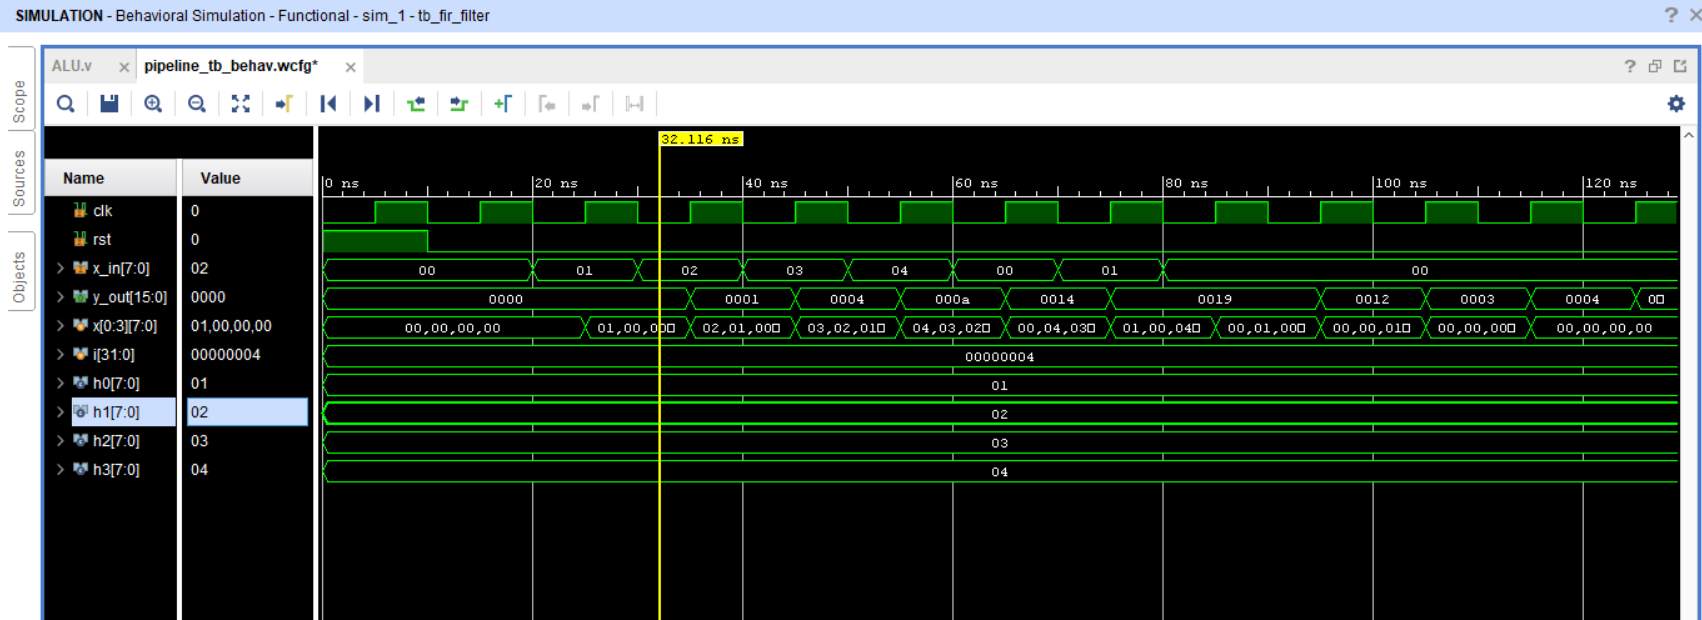 SIMULATION - Behavioral Simulation - Functional - sim_1 - tb_fir_filter
Scope
Sources
Objects
ALU.v
pipeline_tb_behav.wcfg*
32.116 ns
Name Value
0 ns 20 ns 40 ns 60 ns 80 ns 100 ns 120 ns
clk 0
rst 0
x_in[7:0] 02 00 01 02 03 04 00 01 00
y_out[15:0] 0000 0000 0001 0004 000a 0014 0019 0012 0003 0004 00
x[0:3][7:0] 01,00,00,00 00,00,00,00 01,00,00 02,01,00 03,02,01 04,03,02 00,04,03 01,00,04 00,01,00 00,00,01 00,00,00 00,00,00,00
i[31:0] 00000004 00000004
h0[7:0] 01 01
h1[7:0] 02 02
h2[7:0] 03 03
h3[7:0] 04 04